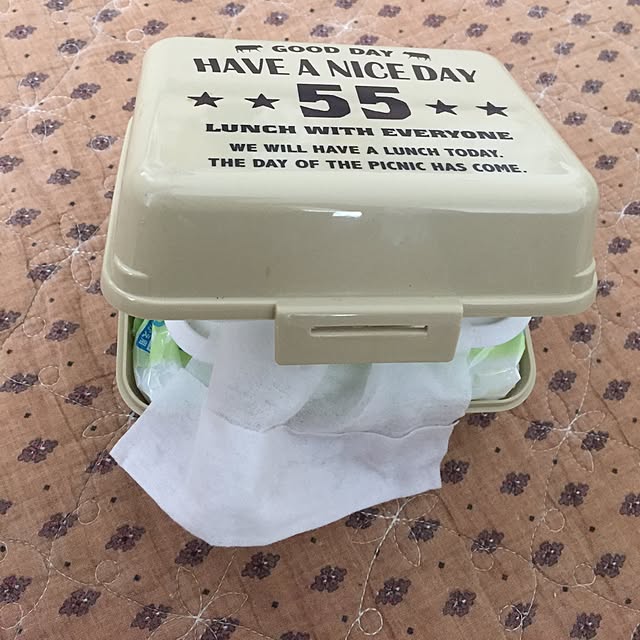 GOOD DAY
HAVE A NICE DAY
55
LUNCH WITH EVERYONE
WE WILL HAVE A LUNCH TODAY.
THE DAY OF THE PICNIC HAS COME.